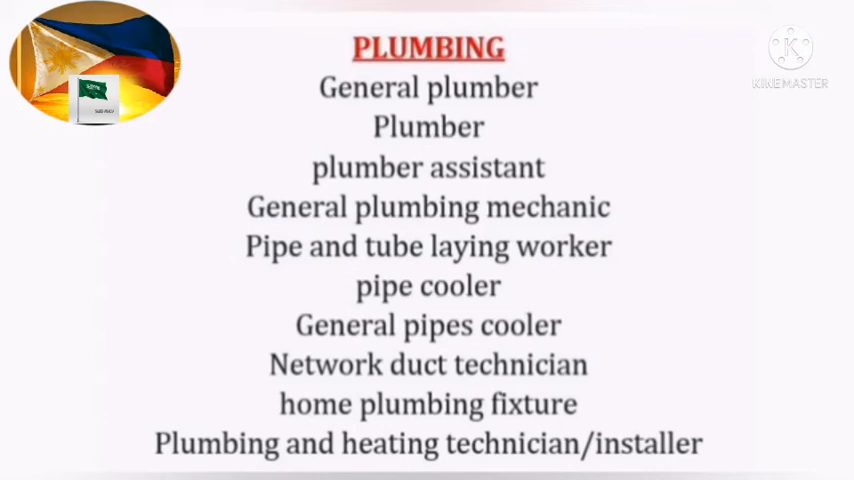 PLUMBING
General plumber
Plumber
plumber assistant
General plumbing mechanic
Pipe and tube laying worker
pipe cooler
General pipes cooler
Network duct technician
home plumbing fixture
Plumbing and heating technician/installer
K
KINEMASTER